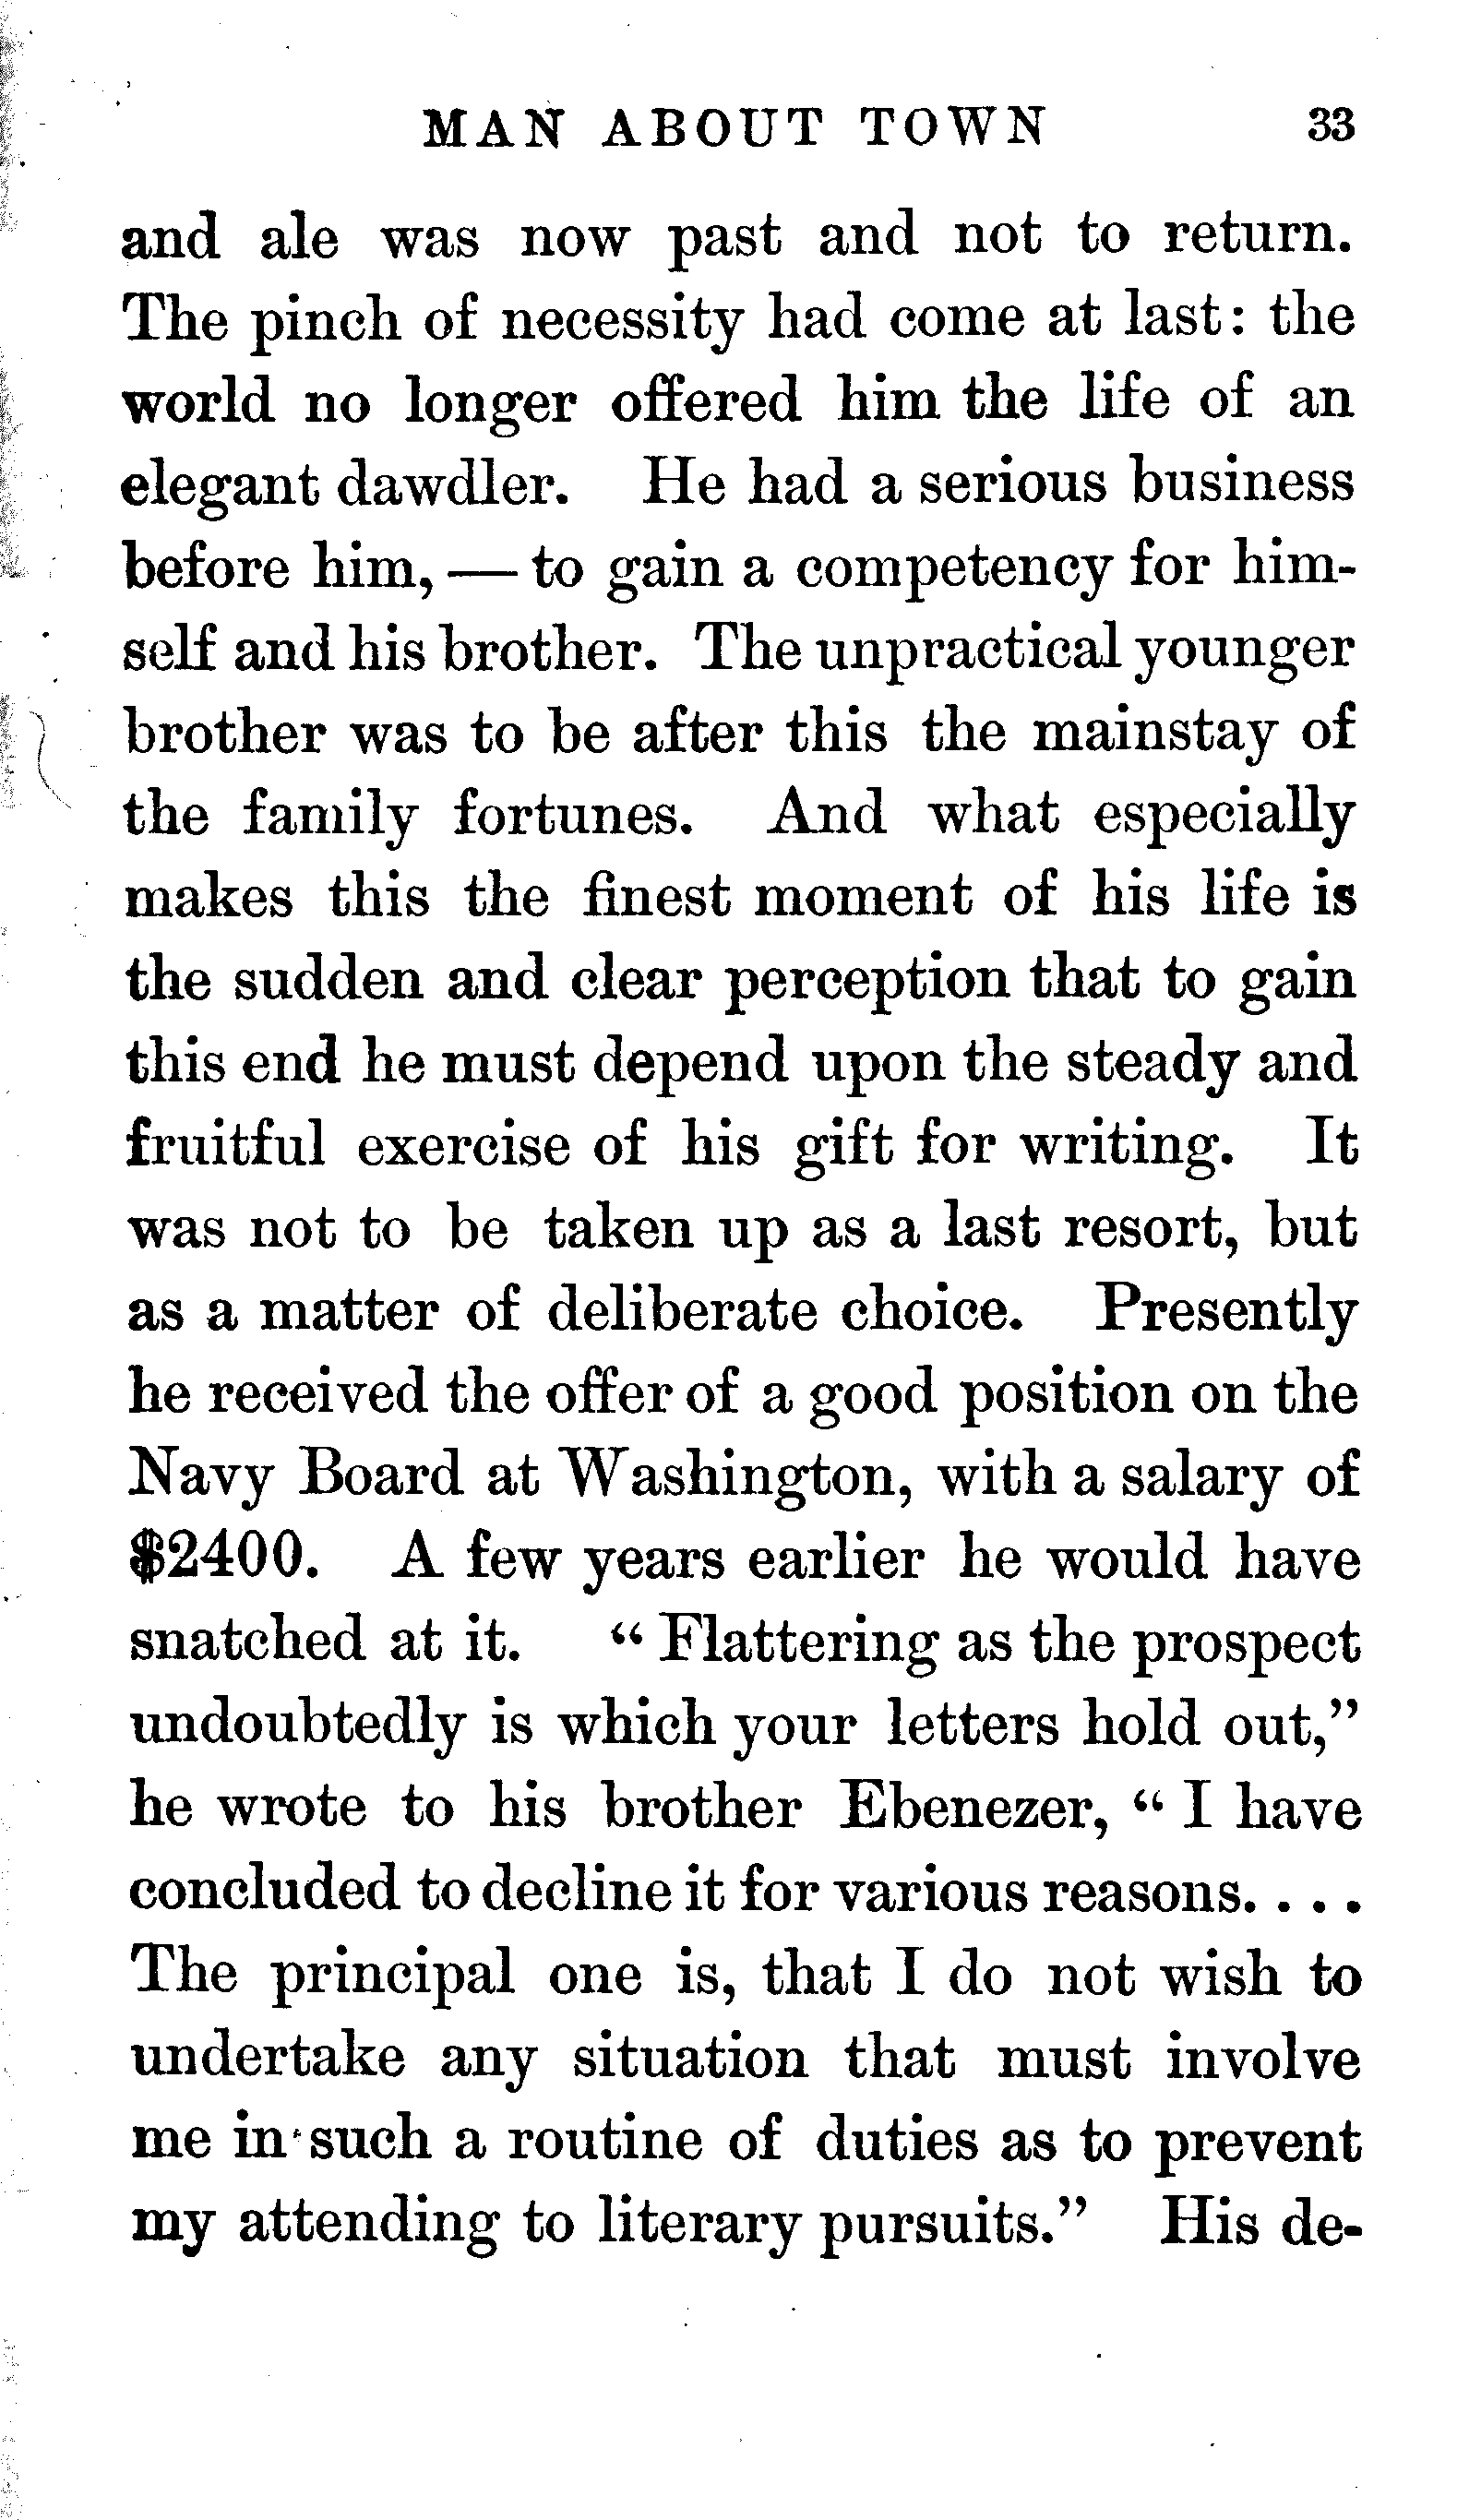 MAN ABOUT TOWN 33
and ale was now past and not to return.
The pinch of necessity had come at last: the
world no longer offered him the life of an
elegant dawdler. He had a serious business
before him, — to gain a competency for him-
self and his brother. The unpractical younger
brother was to be after this the mainstay of
the family fortunes. And what especially
makes this the finest moment of his life is
the sudden and clear perception that to gain
this end he must depend upon the steady and
fruitful exercise of his gift for writing. It
was not to be taken up as a last resort, but
as a matter of deliberate choice. Presently
he received the offer of a good position on the
Navy Board at Washington, with a salary of
$2400. A few years earlier he would have
snatched at it. “ Flattering as the prospect
undoubtedly is which your letters hold out,”
he wrote to his brother Ebenezer, “ I have
concluded to decline it for various reasons. . . .
The principal one is, that I do not wish to
undertake any situation that must involve
me in such a routine of duties as to prevent
my attending to literary pursuits.” His de-